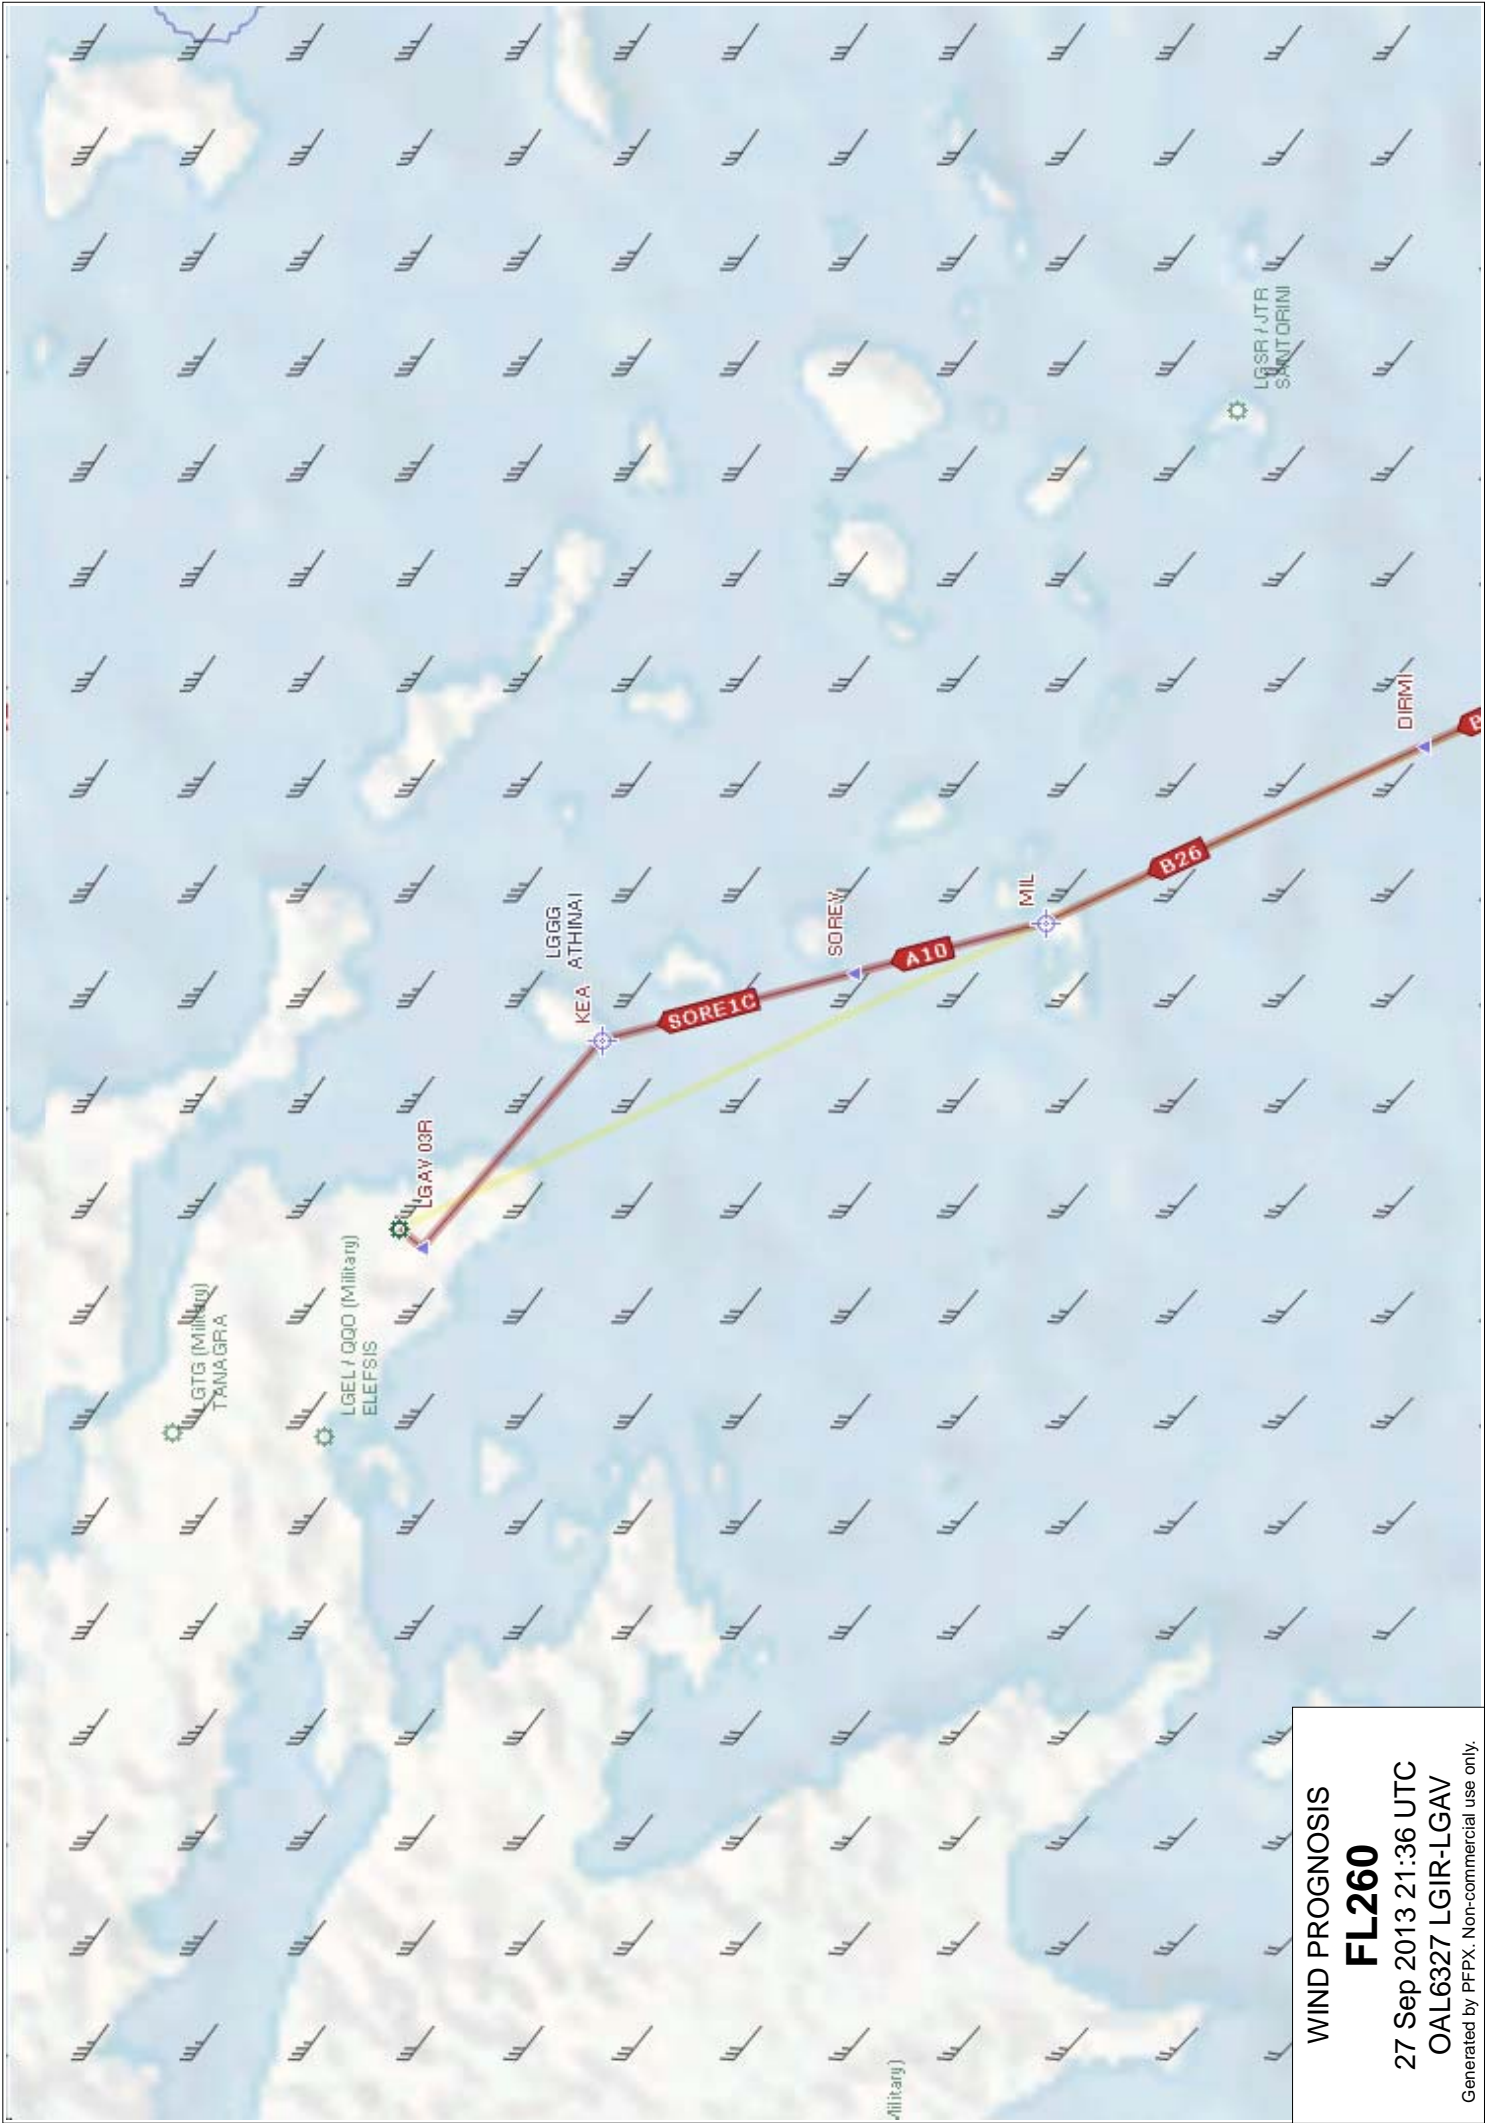 LGTG (Military)
TANAGRA
LGEL / QQO (Military)
ELEFSIS
LGAV 03R
LGGG
ATHINAI
KEA
SORE1C
SOREV
ilitary)
A10
MIL
B26
LGSR / JTR
SANTORINI
DIRMI
B
WIND PROGNOSIS
FL260
27 Sep 2013 21:36 UTC
OAL6327 LGIR-LGAV
Generated by PFPX. Non-commercial use only.